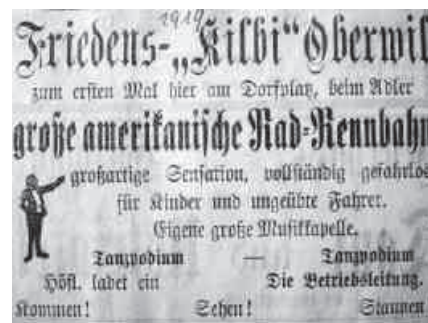 1919
Friedens-„Kilbi“ Oberwil
zum ersten Mal hier am Dorfplatz, beim Adler
große amerikanische Rad-Rennbahn
großartige Sensation, vollständig gefahrlos
für Kinder und ungeübte Fahrer.
Eigene große Musikkapelle.
Tanzpodium — Tanzpodium
Höfl. ladet ein Die Betriebsleitung.
Kommen! Sehen! Staunen